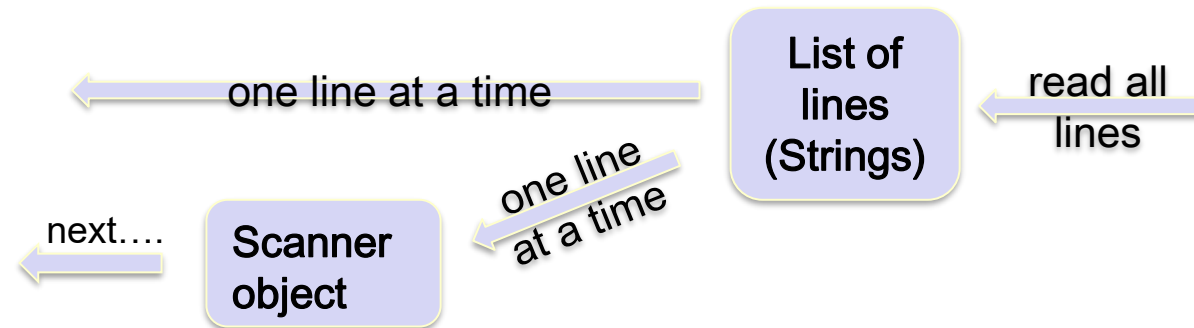 one line at a time
List of
lines
(Strings)
read all
lines
one line
at a time
next....
Scanner
object